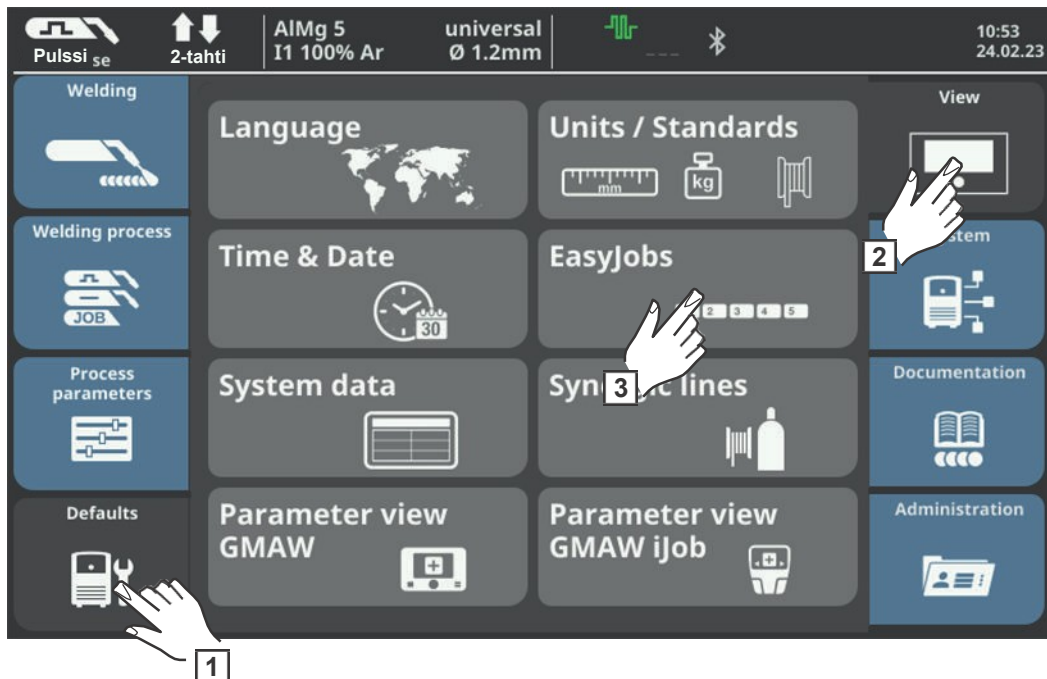 Pulssi se
2-tahti
AlMg 5 universal
I1 100% Ar Ø 1.2mm
---
10:53
24.02.23
Welding
Welding process
JOB
Process
parameters
Defaults
Language
Units / Standards
mm
kg
Time & Date
30
EasyJobs
2 3 4 5
System data
lines
Parameter view
GMAW
Parameter view
GMAW iJob
View
Documentation
Administration
1
2
3